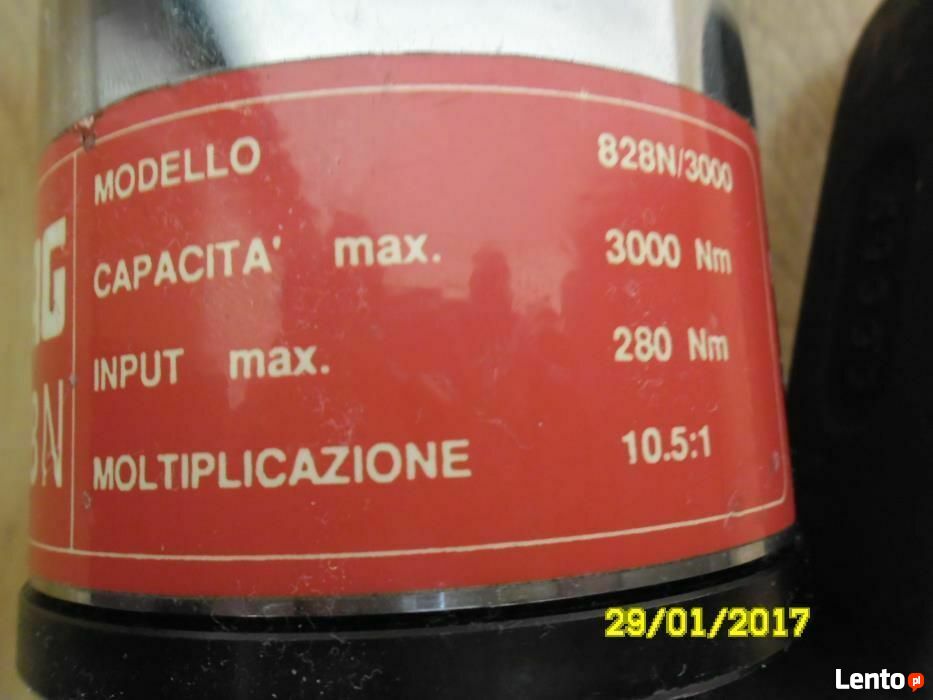 MODELLO 828N/3000
CAPACITA' max. 3000 Nm
INPUT max. 280 Nm
MOLTIPLICAZIONE 10.5:1
29/01/2017
Lento pl